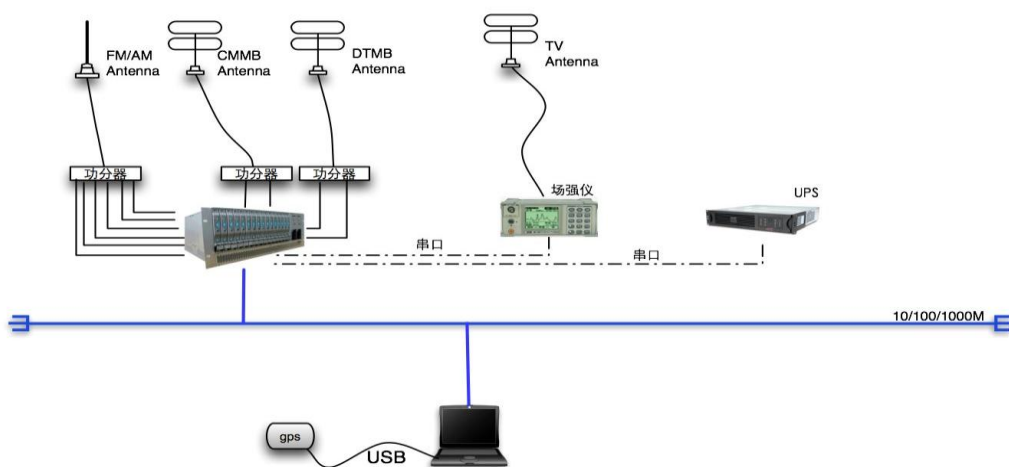 FM/AM
Antenna
CMMB
Antenna
DTMB
Antenna
TV
Antenna
功分器
功分器
功分器
场强仪
UPS
串口
串口
10/100/1000M
gps
USB